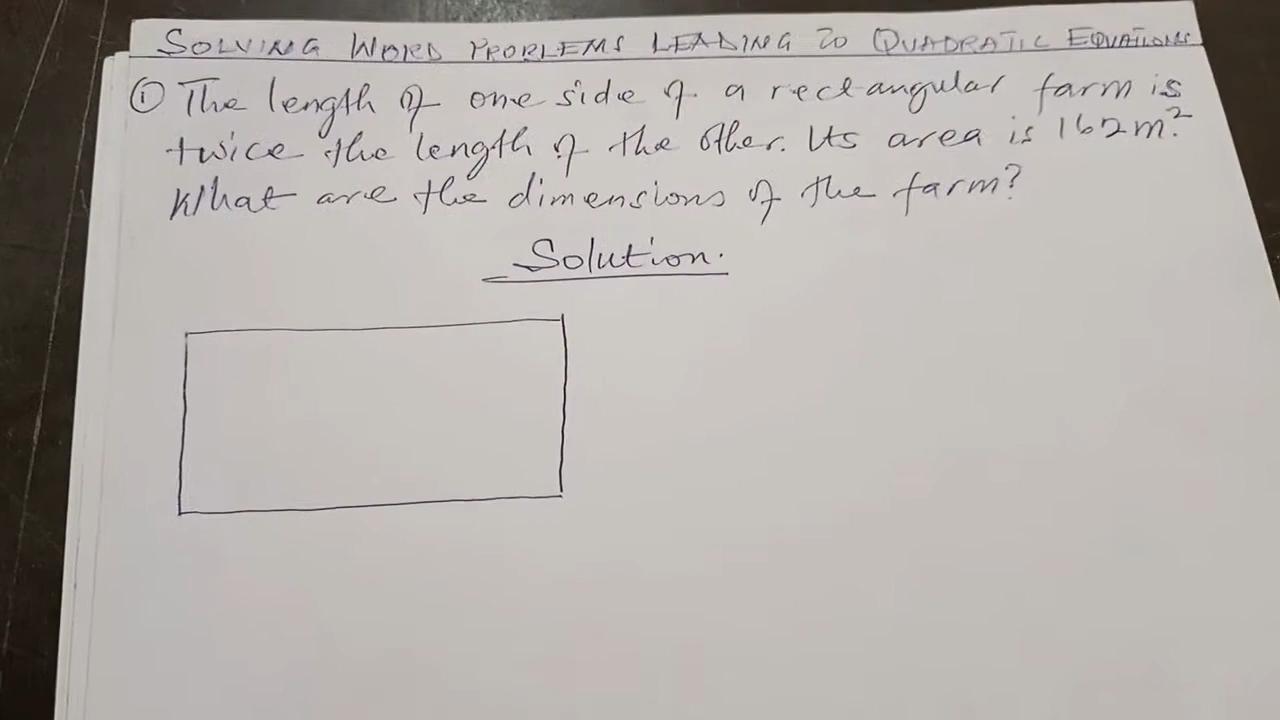 SOLVING WORD PROBLEMS LEADING TO QUADRATIC EQUATIONS
① The length of one side of a rectangular farm is
twice the length of the other. Its area is 162m².
What are the dimensions of the farm?
Solution.